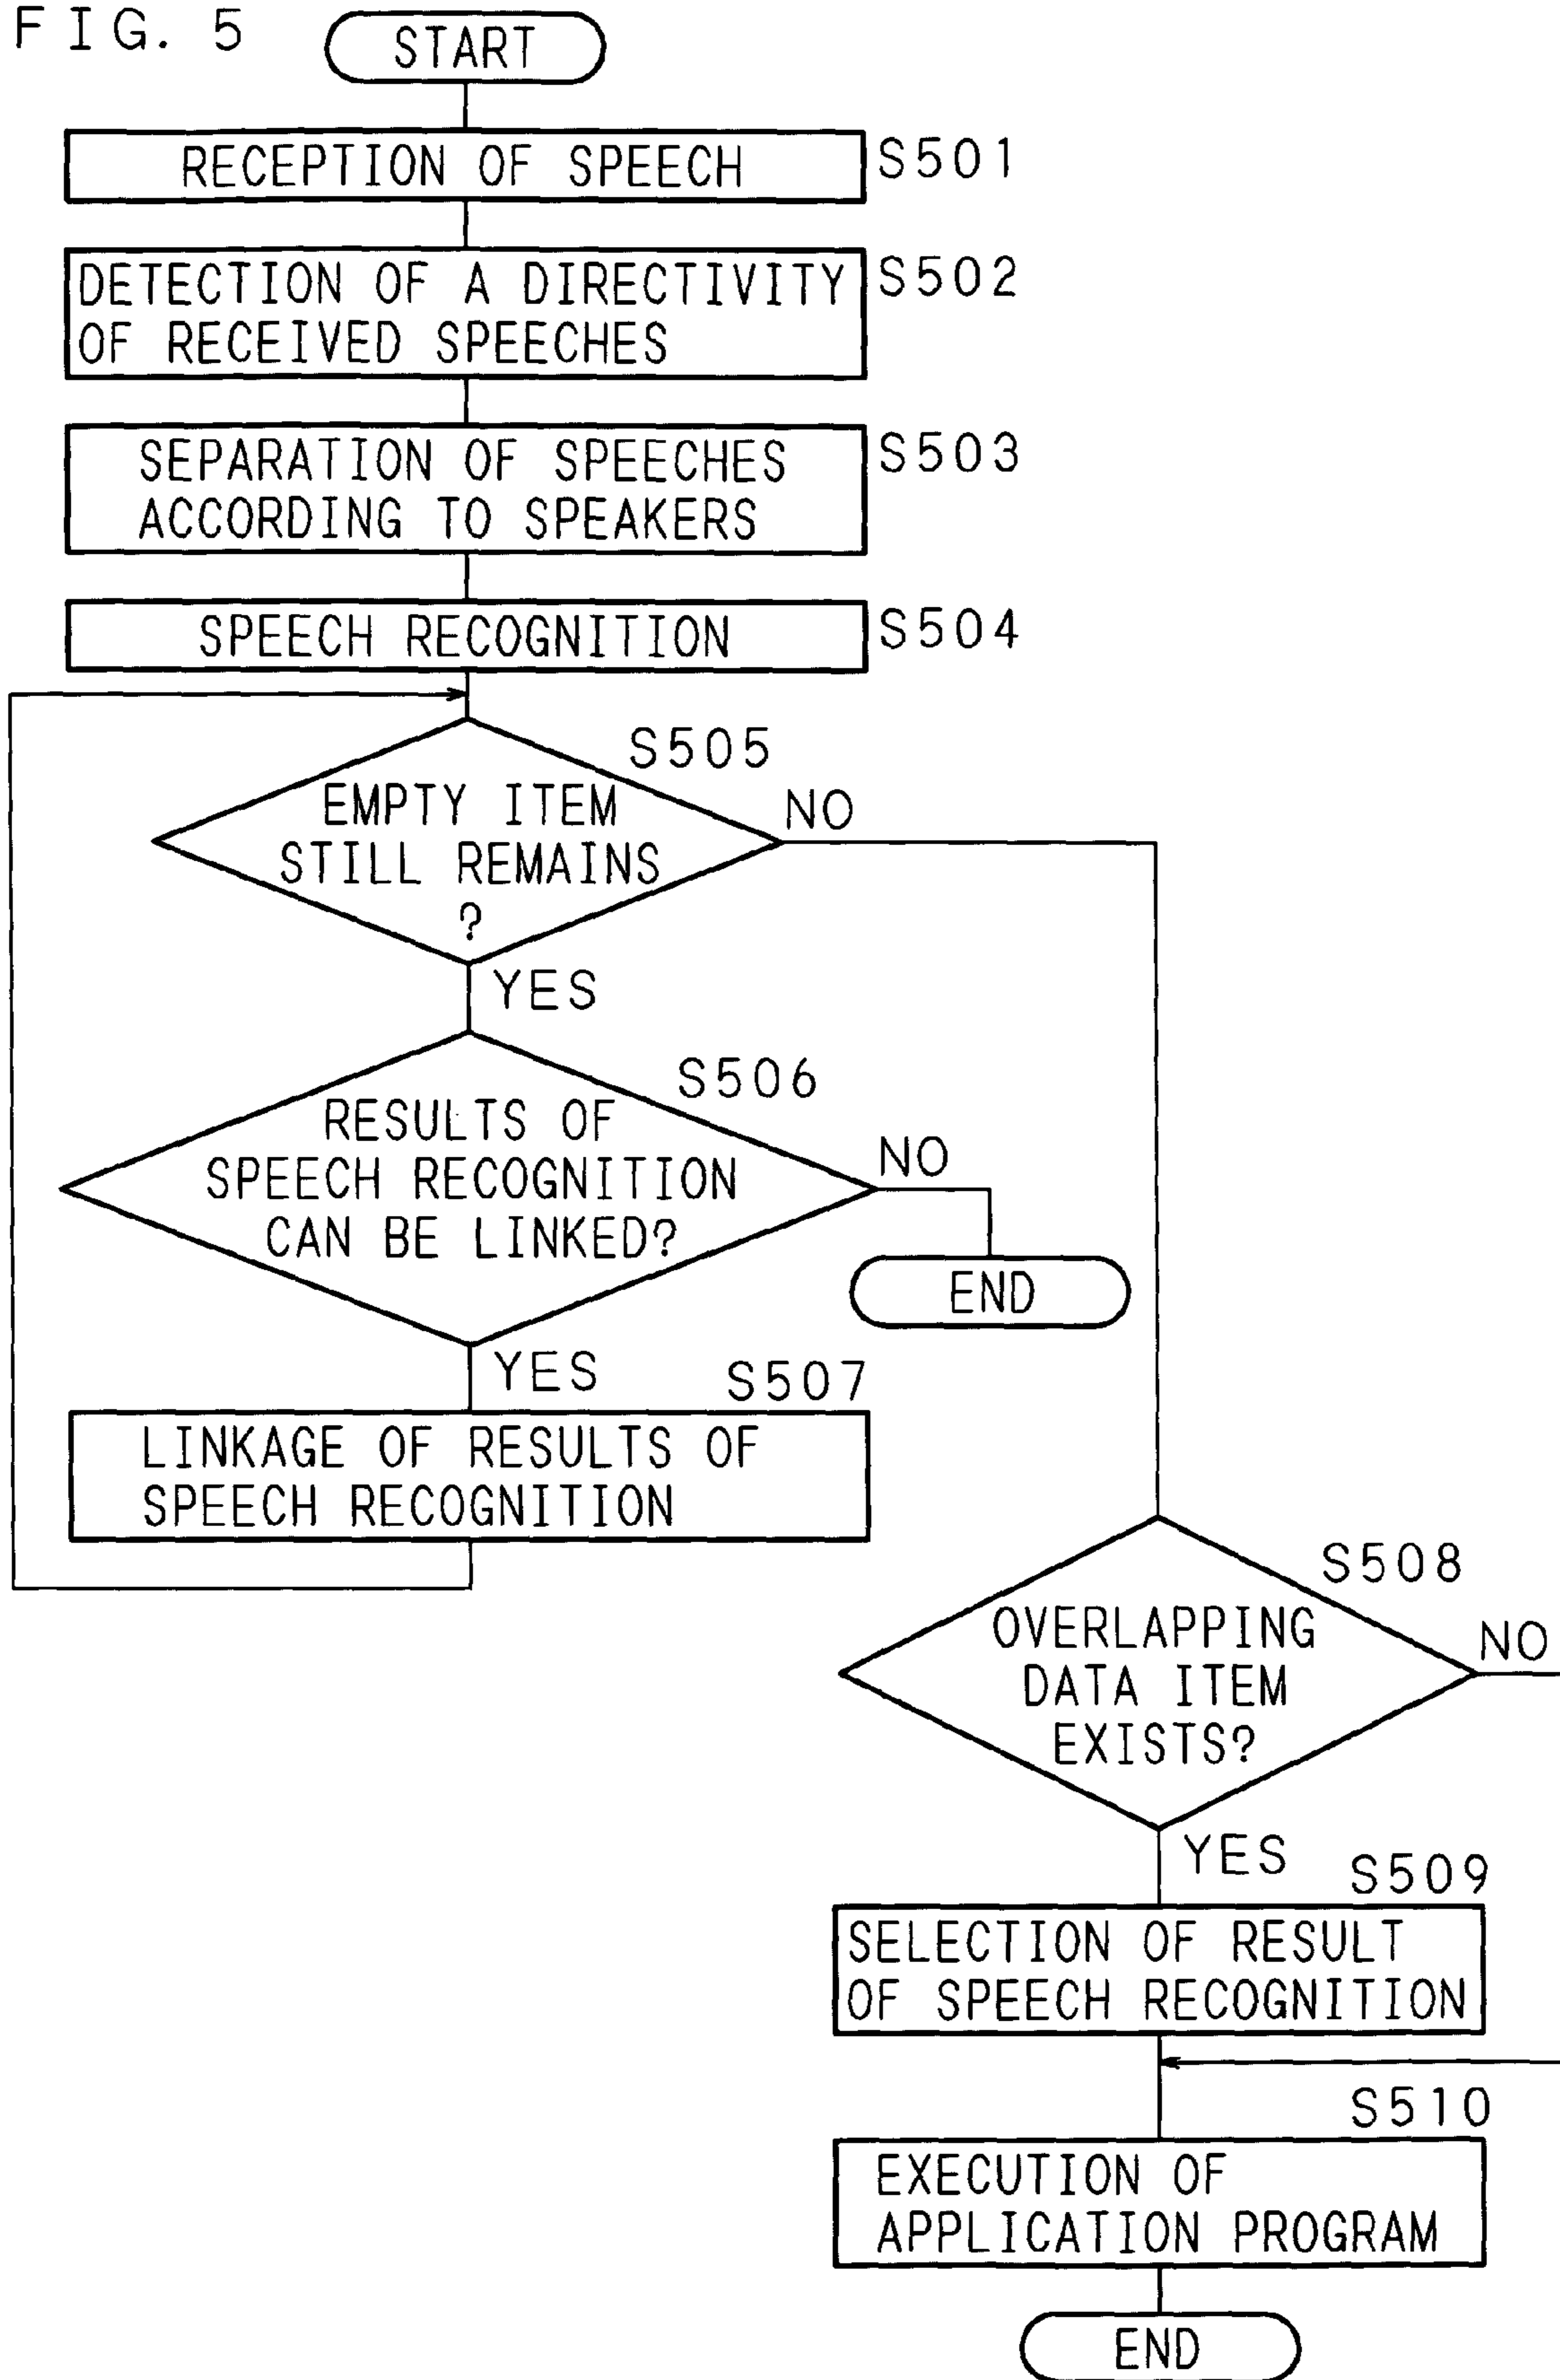 FIG. 5
START
RECEPTION OF SPEECH
S501
DETECTION OF A DIRECTIVITY
OF RECEIVED SPEECHES
S502
SEPARATION OF SPEECHES
ACCORDING TO SPEAKERS
S503
SPEECH RECOGNITION
S504
S505
EMPTY ITEM
STILL REMAINS
?
NO
YES
S506
RESULTS OF
SPEECH RECOGNITION
CAN BE LINKED?
NO
END
YES
S507
LINKAGE OF RESULTS OF
SPEECH RECOGNITION
S508
OVERLAPPING
DATA ITEM
EXISTS?
NO
YES
S509
SELECTION OF RESULT
OF SPEECH RECOGNITION
S510
EXECUTION OF
APPLICATION PROGRAM
END